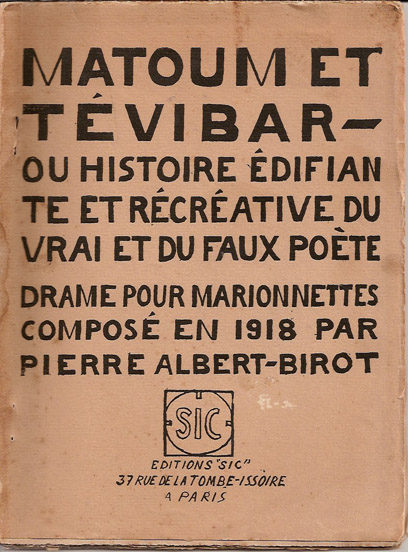 MATOUM ET
TÉVIBAR—
OU HISTOIRE ÉDIFIAN
TE ET RÉCRÉATIVE DU
VRAI ET DU FAUX POÈTE
DRAME POUR MARIONNETTES
COMPOSÉ EN 1918 PAR
PIERRE ALBERT-BIROT
SIC
EDITIONS "SIC"
37 RUE DE LA TOMBE-ISSOIRE
A PARIS